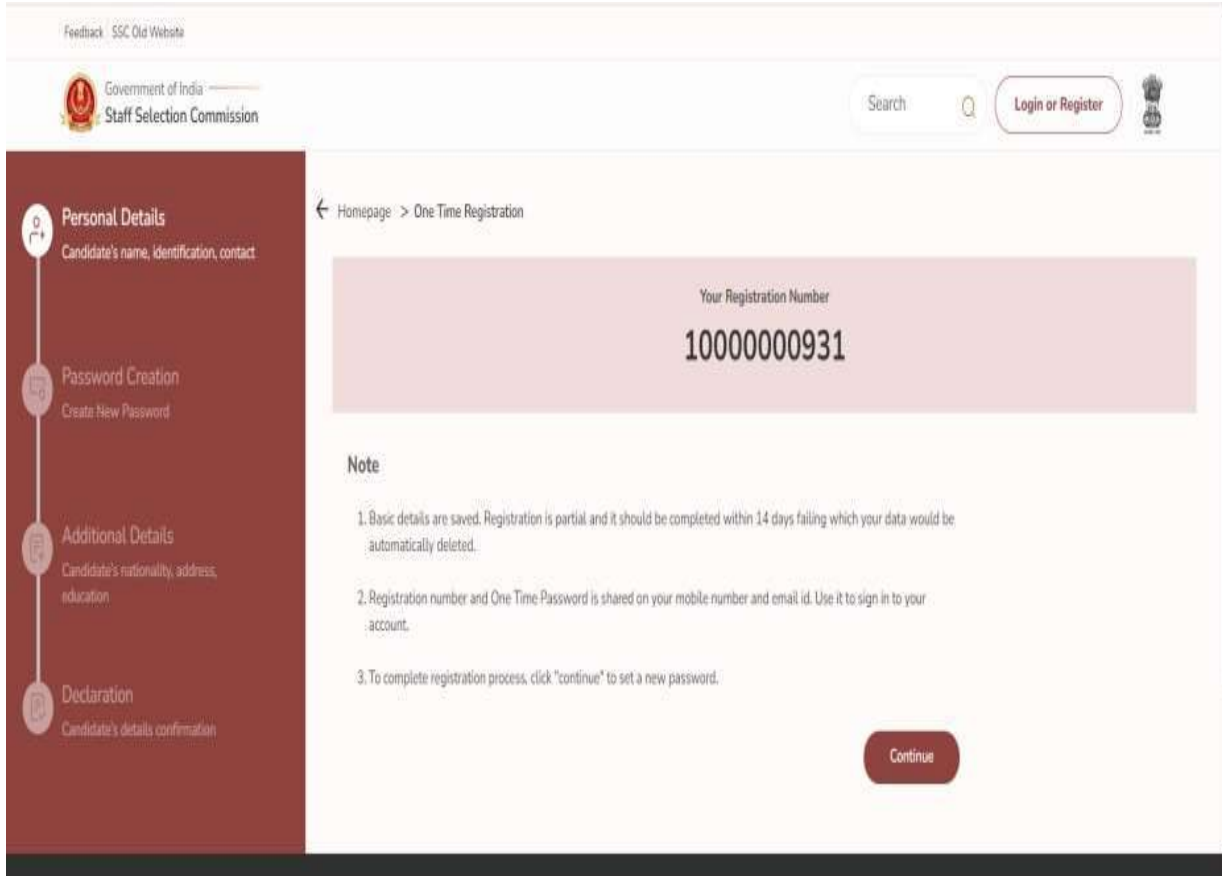 Feedback SSC Old Website
Government of India
Staff Selection Commission
Search
Login or Register
Personal Details
Candidate's name, identification, contact
Password Creation
Create New Password
Additional Details
Candidate's nationality, address,
education
Declaration
Candidate's details confirmation
Homepage > One Time Registration
Your Registration Number
10000000931
Note
1. Basic details are saved. Registration is partial and it should be completed within 14 days failing which your data would be
automatically deleted.
2. Registration number and One Time Password is shared on your mobile number and email id. Use it to sign in to your
account.
3. To complete registration process, click "continue" to set a new password.
Continue